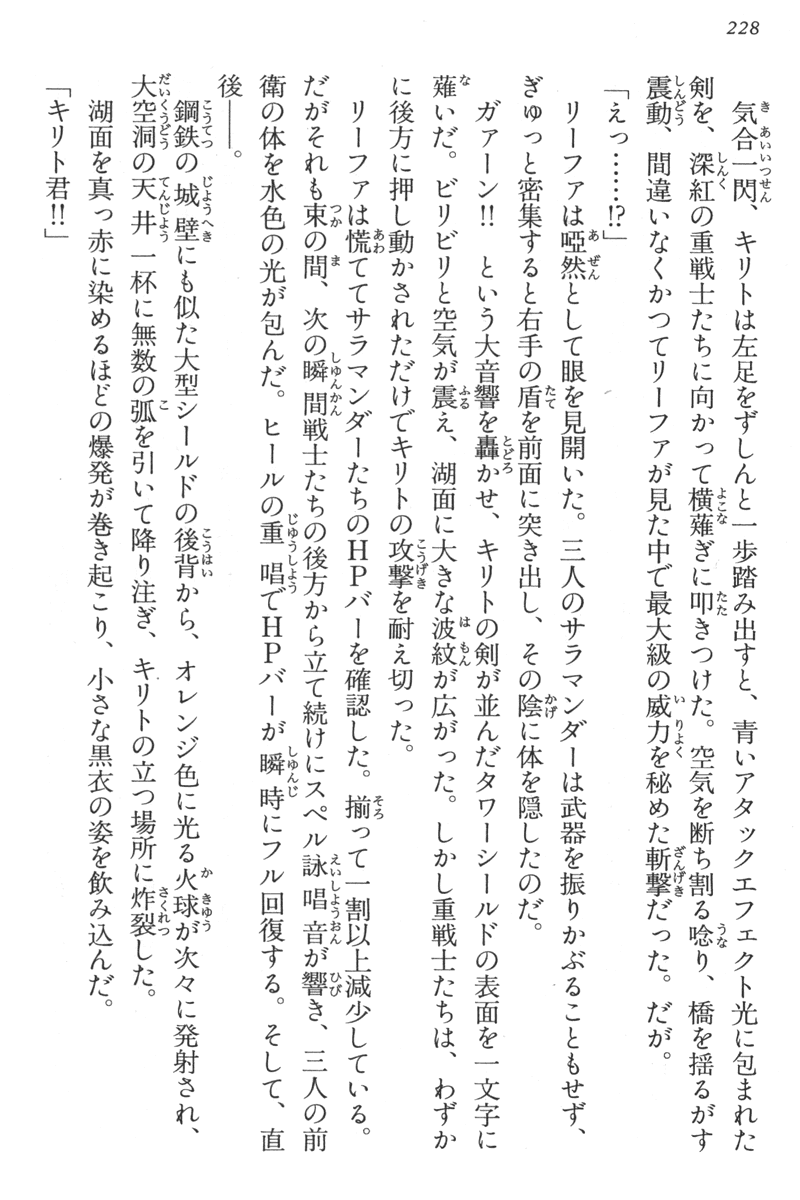 228
気合一閃、キリトは左足をずしんと一歩踏み出すと、青いアタックエフェクト光に包まれた
剣を、深紅の重戦士たちに向かって横薙ぎに叩きつけた。空気を断ち割る唸り、橋を揺るがす
震動、間違いなくかつてリーファが見た中で最大級の威力を秘めた斬撃だった。だが。
「えっ……!?」
リーファは啞然として眼を見開いた。三人のサラマンダーは武器を振りかぶることもせず、
ぎゅっと密集すると右手の盾を前面に突き出し、その陰に体を隠したのだ。
ガァーン!!　という大音響を轟かせ、キリトの剣が並んだタワーシールドの表面を一文字に
薙いだ。ビリビリと空気が震え、湖面に大きな波紋が広がった。しかし重戦士たちは、わずか
に後方に押し動かされただけでキリトの攻撃を耐え切った。
リーファは慌ててサラマンダーたちのＨＰバーを確認した。揃って一割以上減少している。
だがそれも束の間、次の瞬間戦士たちの後方から立て続けにスペル詠唱音が響き、三人の前
衛の体を水色の光が包んだ。ヒールの重唱でＨＰバーが瞬時にフル回復する。そして、直
後――。
鋼鉄の城壁にも似た大型シールドの後背から、オレンジ色に光る火球が次々に発射され、
大空洞の天井一杯に無数の弧を引いて降り注ぎ、キリトの立つ場所に炸裂した。
湖面を真っ赤に染めるほどの爆発が巻き起こり、小さな黒衣の姿を飲み込んだ。
「キリト君!!」